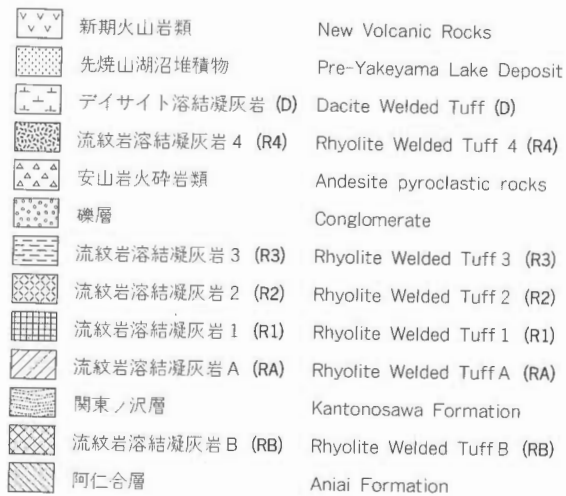 新期火山岩類 New Volcanic Rocks
先焼山湖沼堆積物 Pre-Yakeyama Lake Deposit
デイサイト溶結凝灰岩 (D) Dacite Welded Tuff (D)
流紋岩溶結凝灰岩 4 (R4) Rhyolite Welded Tuff 4 (R4)
安山岩火砕岩類 Andesite pyroclastic rocks
礫層 Conglomerate
流紋岩溶結凝灰岩 3 (R3) Rhyolite Welded Tuff 3 (R3)
流紋岩溶結凝灰岩 2 (R2) Rhyolite Welded Tuff 2 (R2)
流紋岩溶結凝灰岩 1 (R1) Rhyolite Welded Tuff 1 (R1)
流紋岩溶結凝灰岩 A (RA) Rhyolite Welded Tuff A (RA)
関東ノ沢層 Kantonosawa Formation
流紋岩溶結凝灰岩 B (RB) Rhyolite Welded Tuff B (RB)
阿仁合層 Aniai Formation